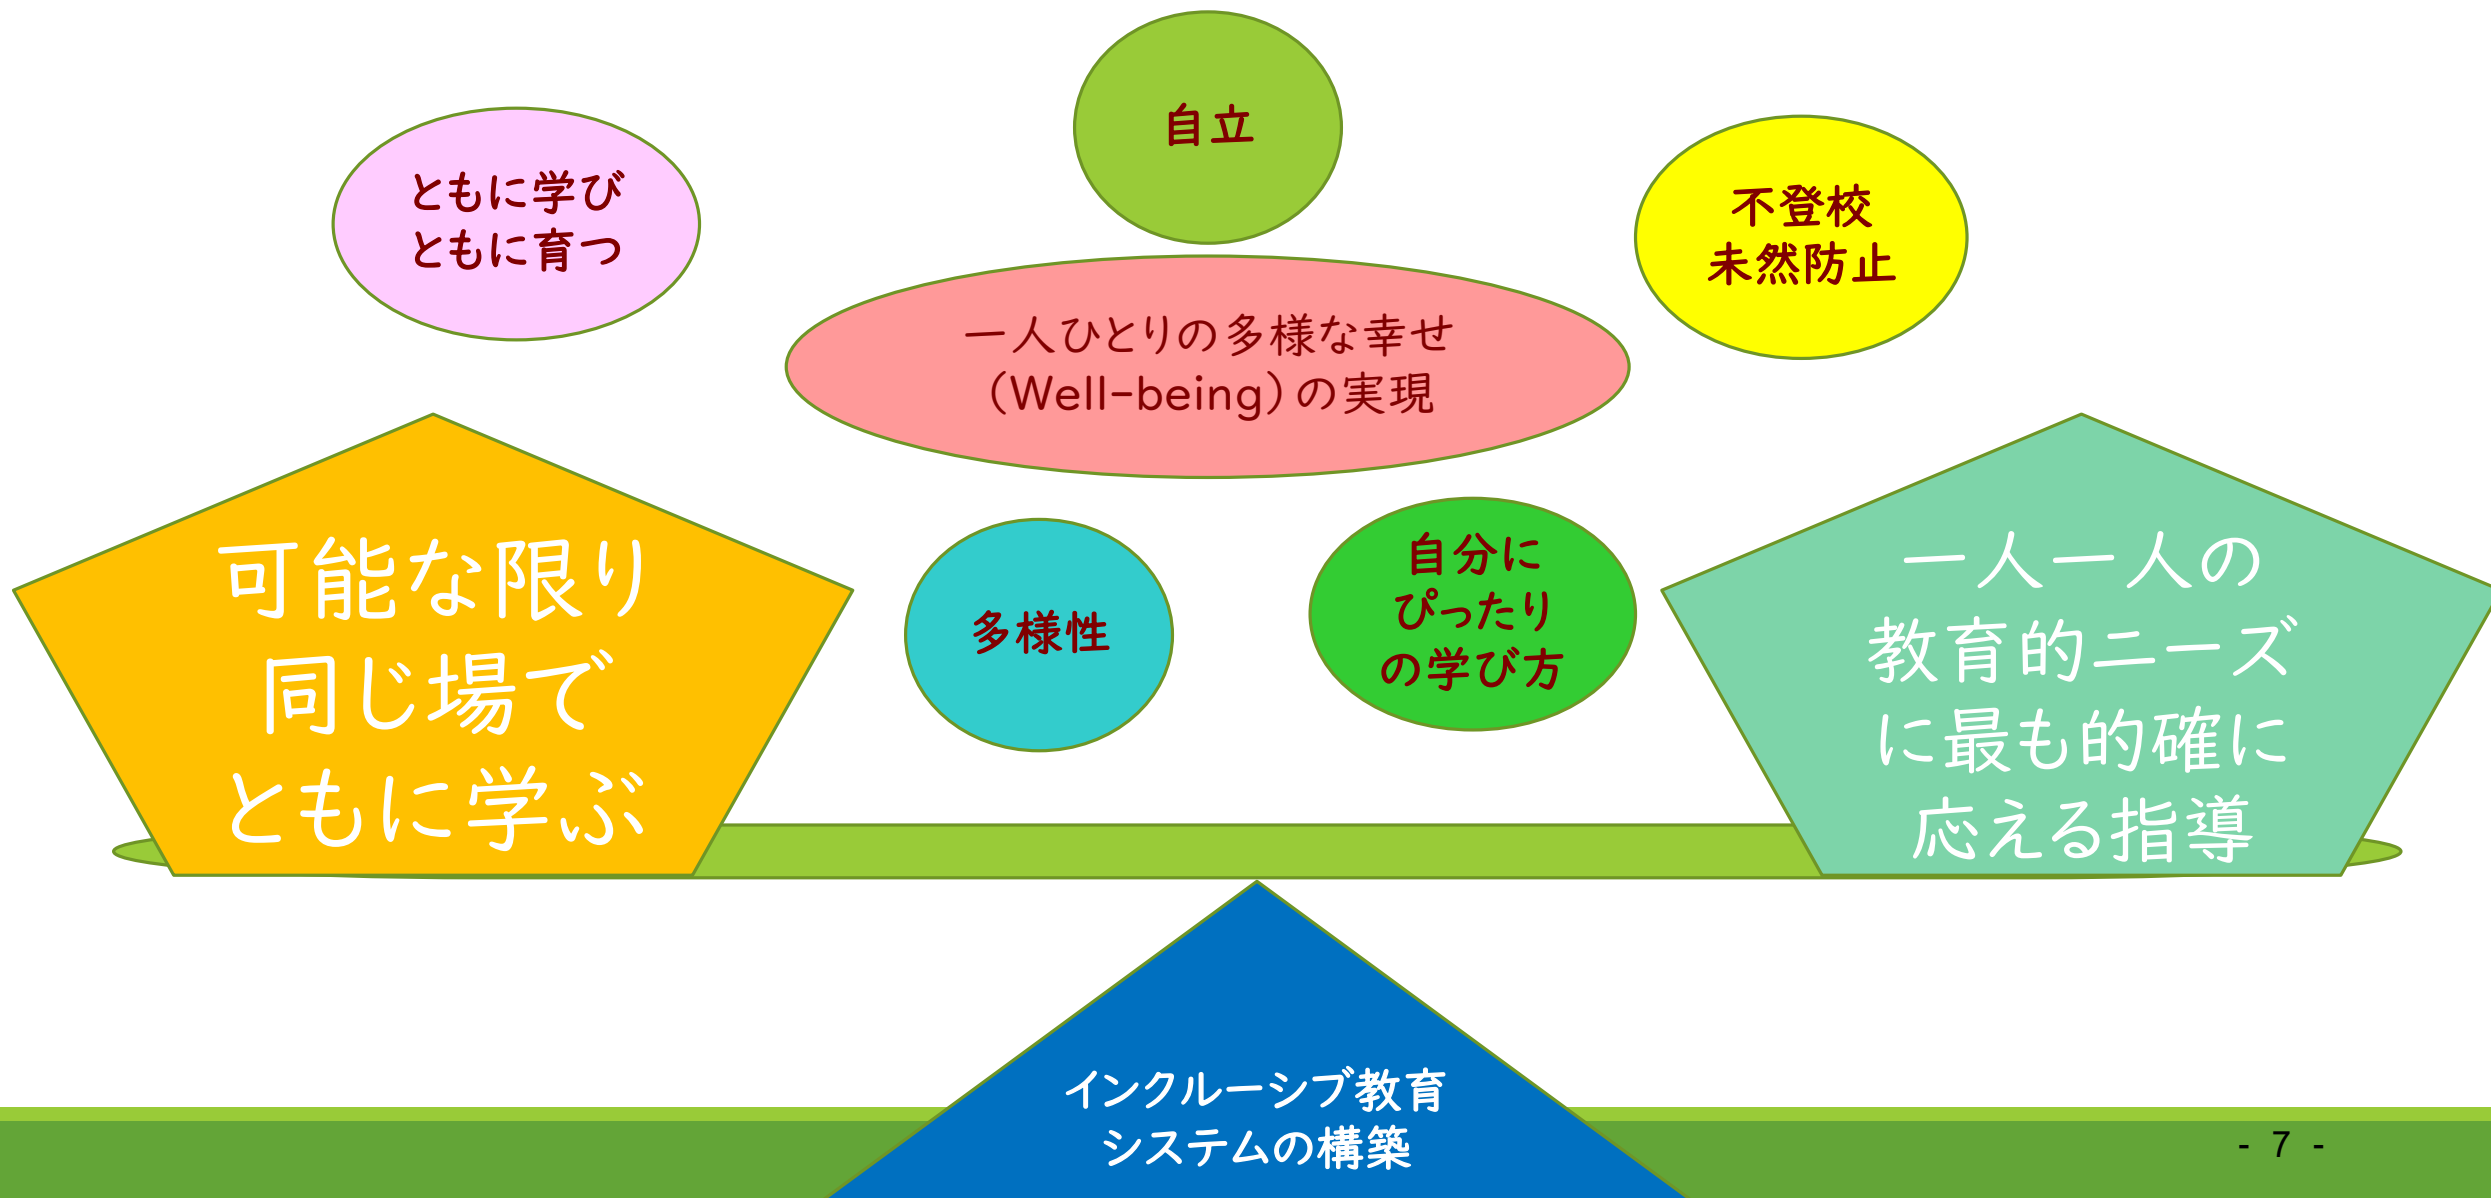 自立
ともに学び
ともに育つ
不登校
未然防止
一人ひとりの多様な幸せ
（Well-being）の実現
可能な限り
同じ場で
ともに学ぶ
多様性
自分に
ぴったり
の学び方
一人一人の
教育的ニーズ
に最も的確に
応える指導
インクルーシブ教育
システムの構築
- 7 -